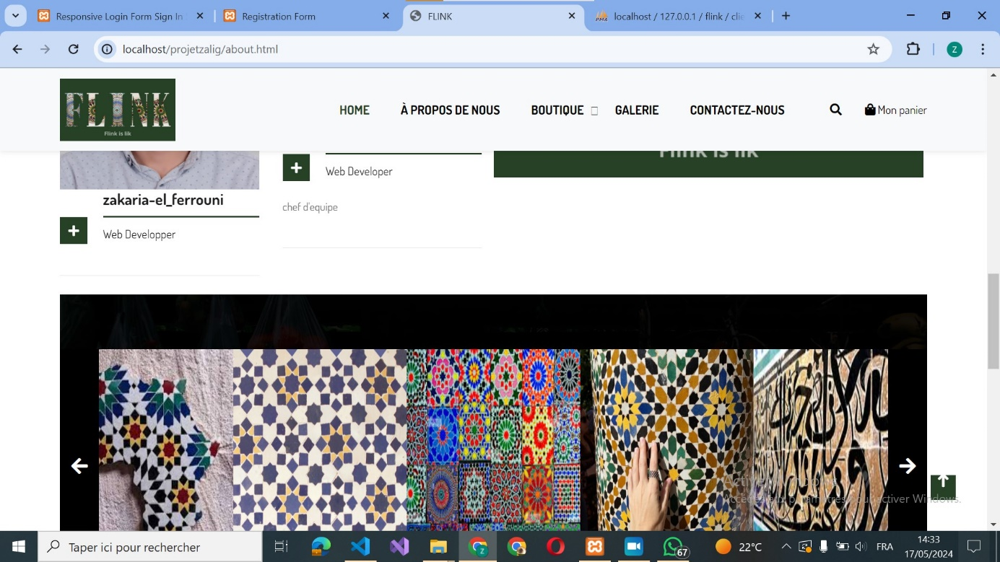 Responsive Login Form Sign In
Registration Form
FLINK
localhost / 127.0.0.1 / flink / clie
localhost/projetzalig/about.html
Z
FLINK
Flink is lik
HOME
À PROPOS DE NOUS
BOUTIQUE
GALERIE
CONTACTEZ-NOUS
Mon panier
Flink is lik
Web Developer
zakaria-el_ferrouni
chef d'equipe
Web Developper
Accédez aux paramètres pour activer Windows.
Taper ici pour rechercher
67
22°C
FRA
14:33
17/05/2024